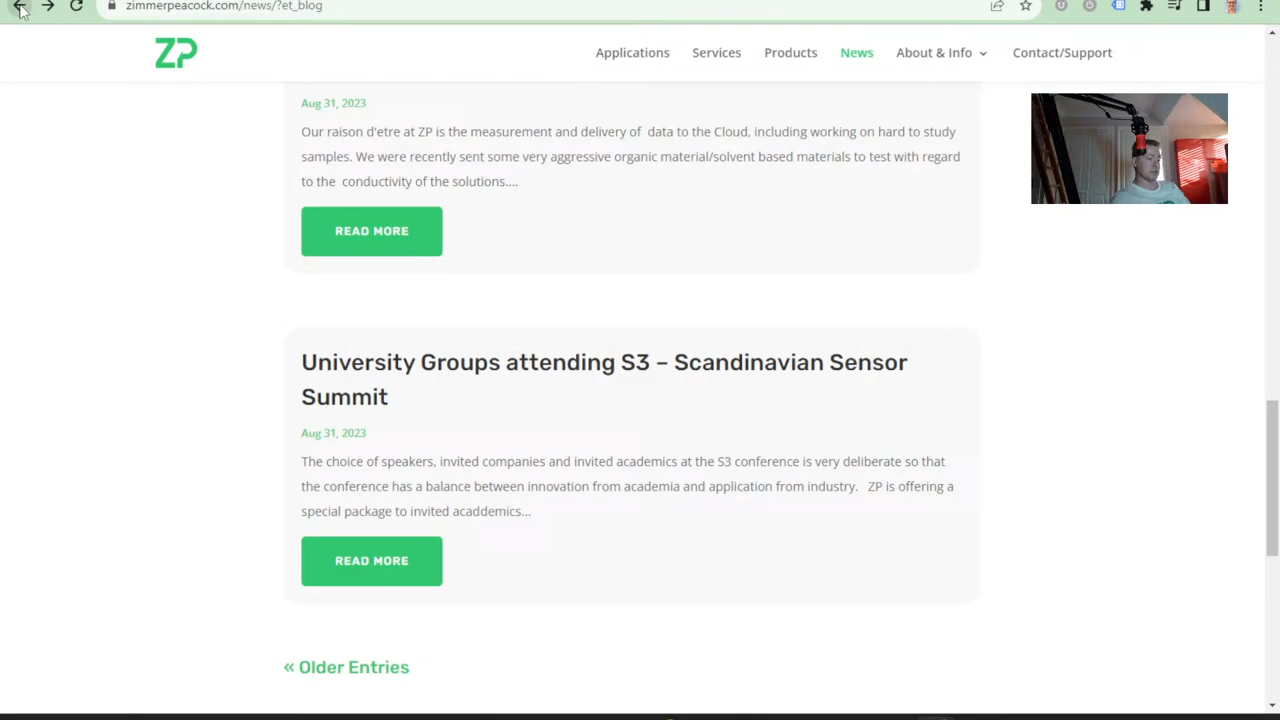 zimmerpeacock.com/news/?et_blog
ZP
Applications Services Products News About & Info Contact/Support
Aug 31, 2023
Our raison d'etre at ZP is the measurement and delivery of data to the Cloud, including working on hard to study
samples. We were recently sent some very aggressive organic material/solvent based materials to test with regard
to the conductivity of the solutions....
READ MORE
University Groups attending S3 – Scandinavian Sensor
Summit
Aug 31, 2023
The choice of speakers, invited companies and invited academics at the S3 conference is very deliberate so that
the conference has a balance between innovation from academia and application from industry. ZP is offering a
special package to invited acaddemics...
READ MORE
« Older Entries